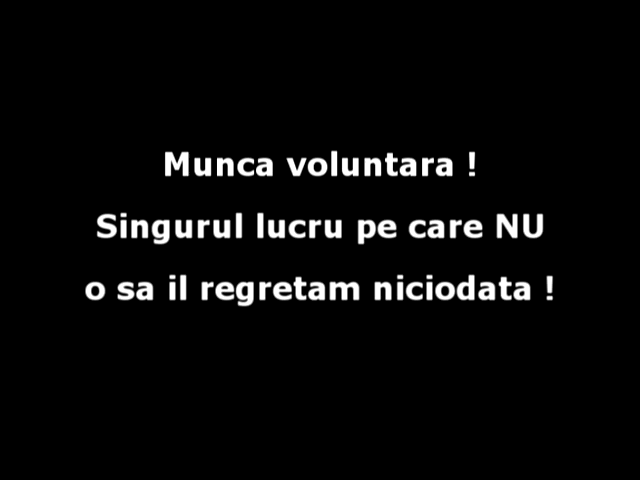 Munca voluntara !
Singurul lucru pe care NU
o sa il regretam niciodata !